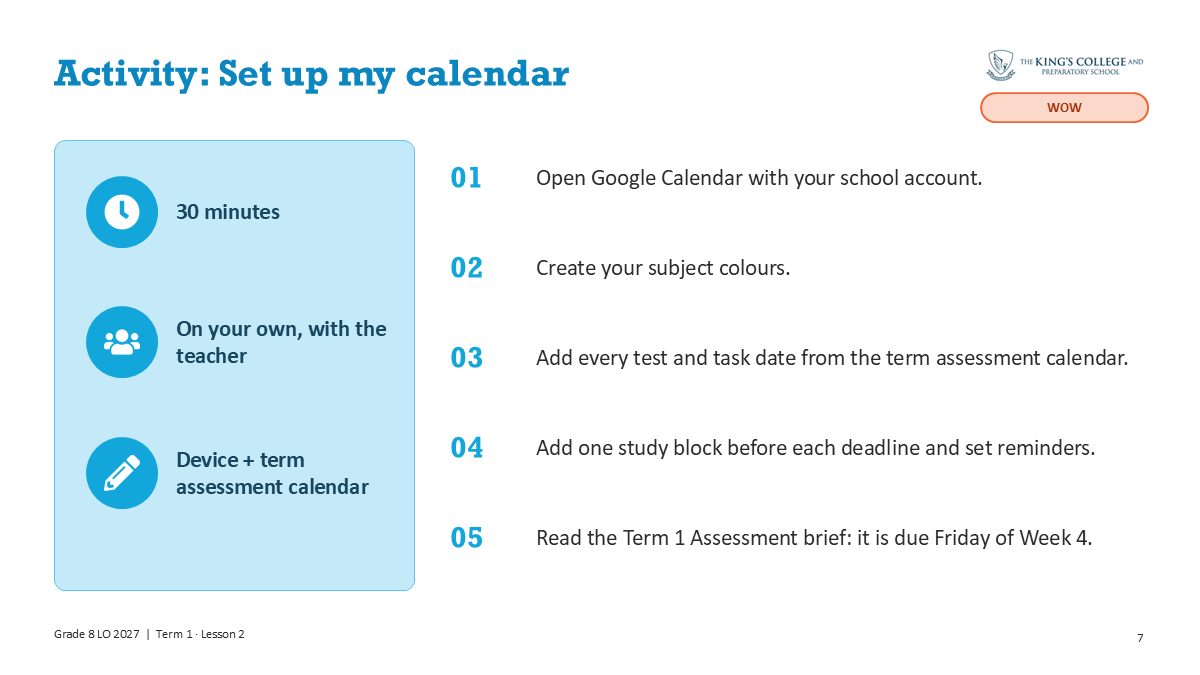 Activity: Set up my calendar
THE KING'S COLLEGE AND
PREPARATORY SCHOOL
WOW
30 minutes
On your own, with the
teacher
Device + term
assessment calendar
01 Open Google Calendar with your school account.
02 Create your subject colours.
03 Add every test and task date from the term assessment calendar.
04 Add one study block before each deadline and set reminders.
05 Read the Term 1 Assessment brief: it is due Friday of Week 4.
Grade 8 LO 2027 | Term 1 · Lesson 2
7